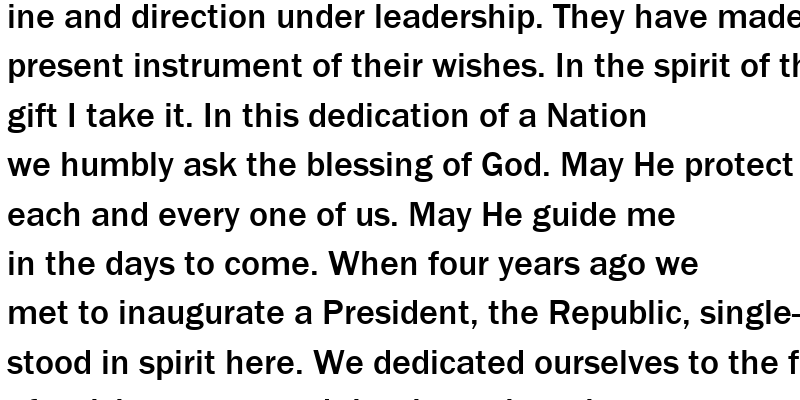 ine and direction under leadership. They have made
present instrument of their wishes. In the spirit of th
gift I take it. In this dedication of a Nation
we humbly ask the blessing of God. May He protect
each and every one of us. May He guide me
in the days to come. When four years ago we
met to inaugurate a President, the Republic, single-
stood in spirit here. We dedicated ourselves to the f